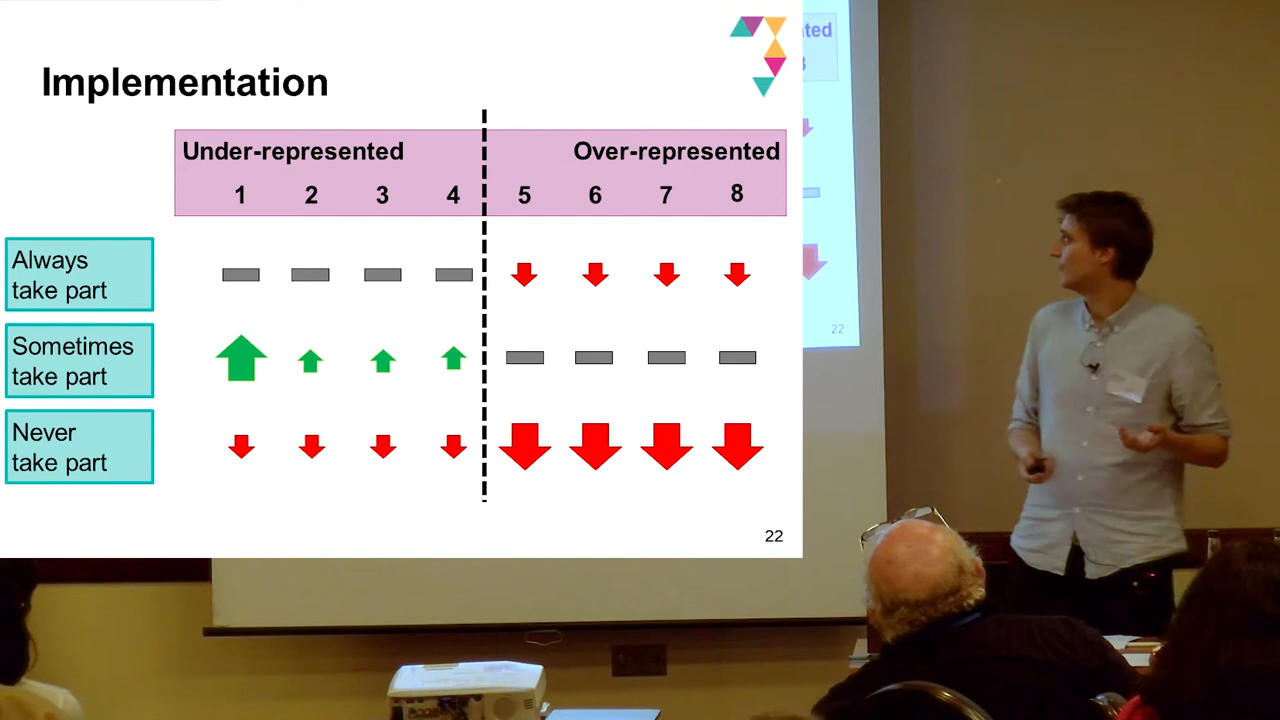 Implementation
Under-represented Over-represented
1 2 3 4 5 6 7 8
Always
take part
Sometimes
take part
Never
take part
22
22